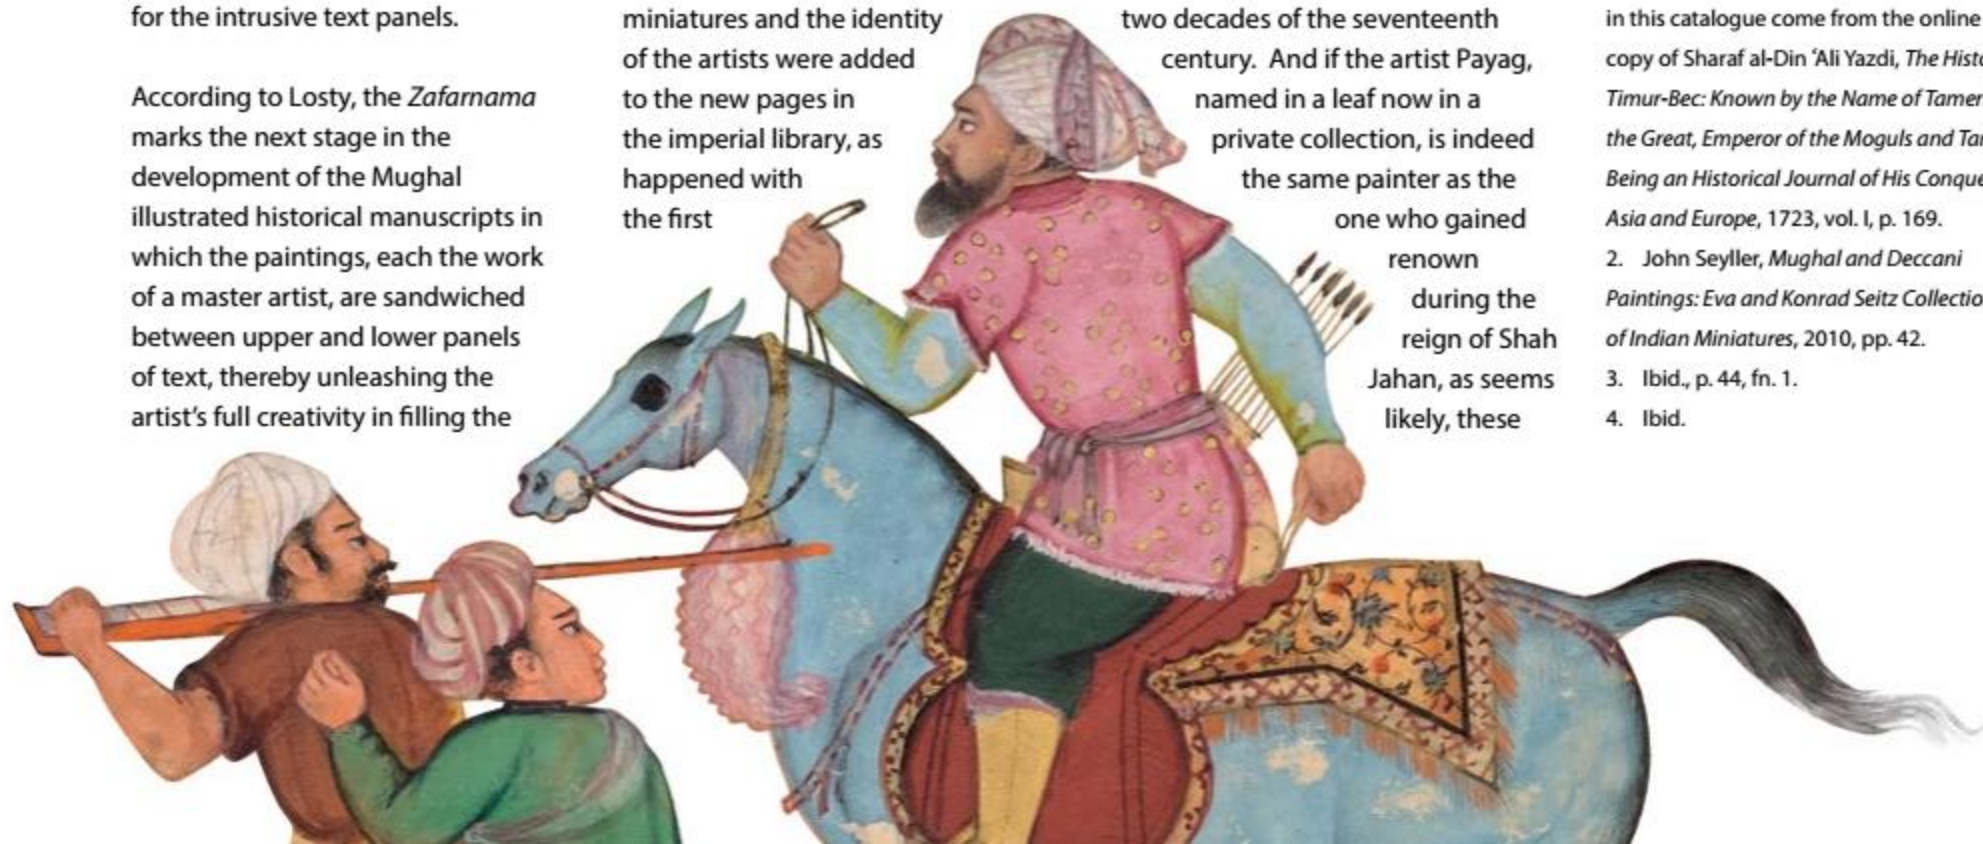 for the intrusive text panels.
According to Losty, the Zafarnama
marks the next stage in the
development of the Mughal
illustrated historical manuscripts in
which the paintings, each the work
of a master artist, are sandwiched
between upper and lower panels
of text, thereby unleashing the
artist's full creativity in filling the
miniatures and the identity
of the artists were added
to the new pages in
the imperial library, as
happened with
the first
two decades of the seventeenth
century. And if the artist Payag,
named in a leaf now in a
private collection, is indeed
the same painter as the
one who gained
renown
during the
reign of Shah
Jahan, as seems
likely, these
in this catalogue come from the online
copy of Sharaf al-Din ‘Ali Yazdi, The Histo
Timur-Bec: Known by the Name of Tamer
the Great, Emperor of the Moguls and Tar
Being an Historical Journal of His Conque
Asia and Europe, 1723, vol. I, p. 169.
2. John Seyller, Mughal and Deccani
Paintings: Eva and Konrad Seitz Collectio
of Indian Miniatures, 2010, pp. 42.
3. Ibid., p. 44, fn. 1.
4. Ibid.